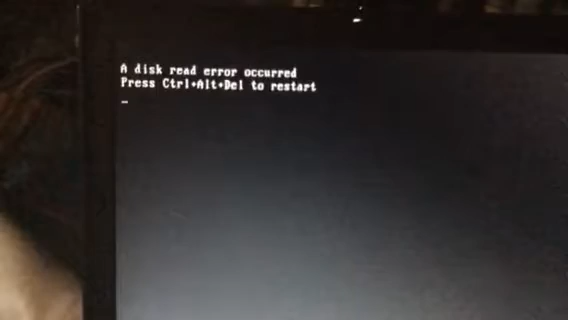 A disk read error occurred
Press Ctrl+Alt+Del to restart
_